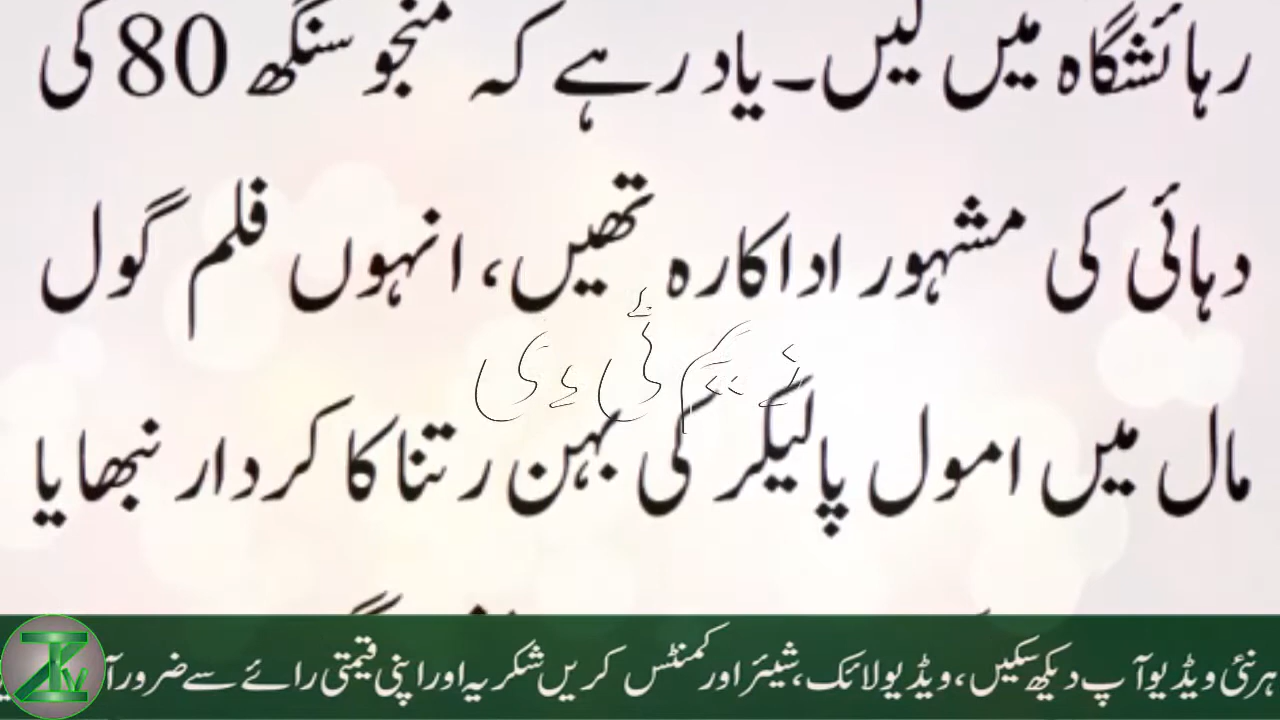 رہائشگاہ میں لیں۔یاد رہے کہ منجو سنگھ 80 کی
دہائی کی مشہور اداکارہ تھیں، انہوں فلم گول
مال میں امول پالیکر کی بہن رتنا کا کردار نبھایا
ہر نئی ویڈیو آپ دیکھ سکیں، ویڈیو لائک، شیئر اور کمنٹس کریں شکریہ اور اپنی قیمتی رائے سے ضرور آ